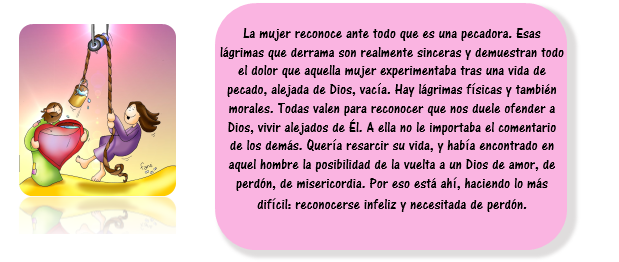 La mujer reconoce ante todo que es una pecadora. Esas
lágrimas que derrama son realmente sinceras y demuestran todo
el dolor que aquella mujer experimentaba tras una vida de
pecado, alejada de Dios, vacía. Hay lágrimas físicas y también
morales. Todas valen para reconocer que nos duele ofender a
Dios, vivir alejados de Él. A ella no le importaba el comentario
de los demás. Quería resarcir su vida, y había encontrado en
aquel hombre la posibilidad de la vuelta a un Dios de amor, de
perdón, de misericordia. Por eso está ahí, haciendo lo más
difícil: reconocerse infeliz y necesitada de perdón.